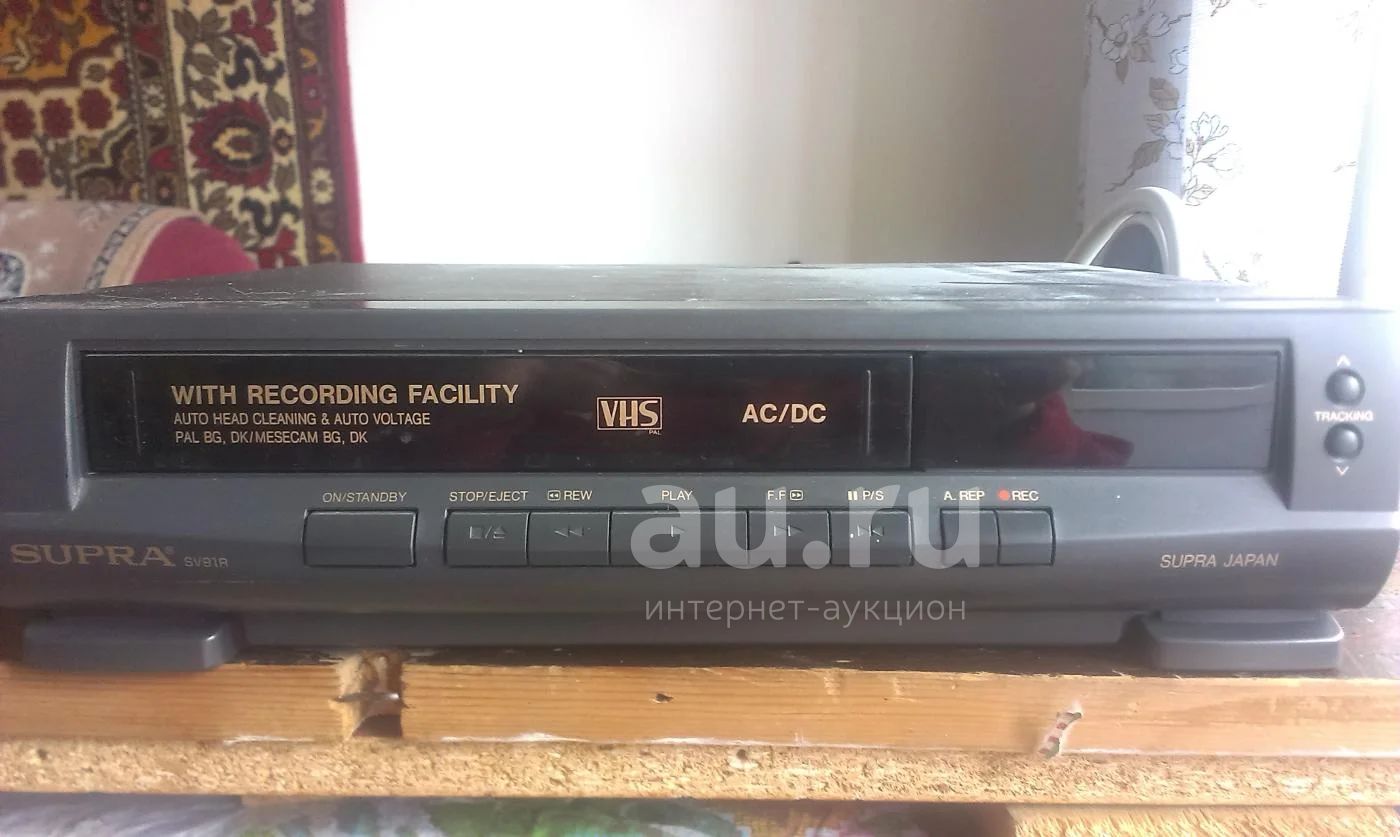 WITH RECORDING FACILITY
AUTO HEAD CLEANING & AUTO VOLTAGE
PAL BG, DK/MESECAM BG, DK
VHS
PAL
AC/DC
TRACKING
ON/STANDBY
STOP/EJECT
REW
PLAY
F.F
P/S
A. REP
REC
SUPRA®
SV91R
SUPRA JAPAN
au.ru
интернет-аукцион